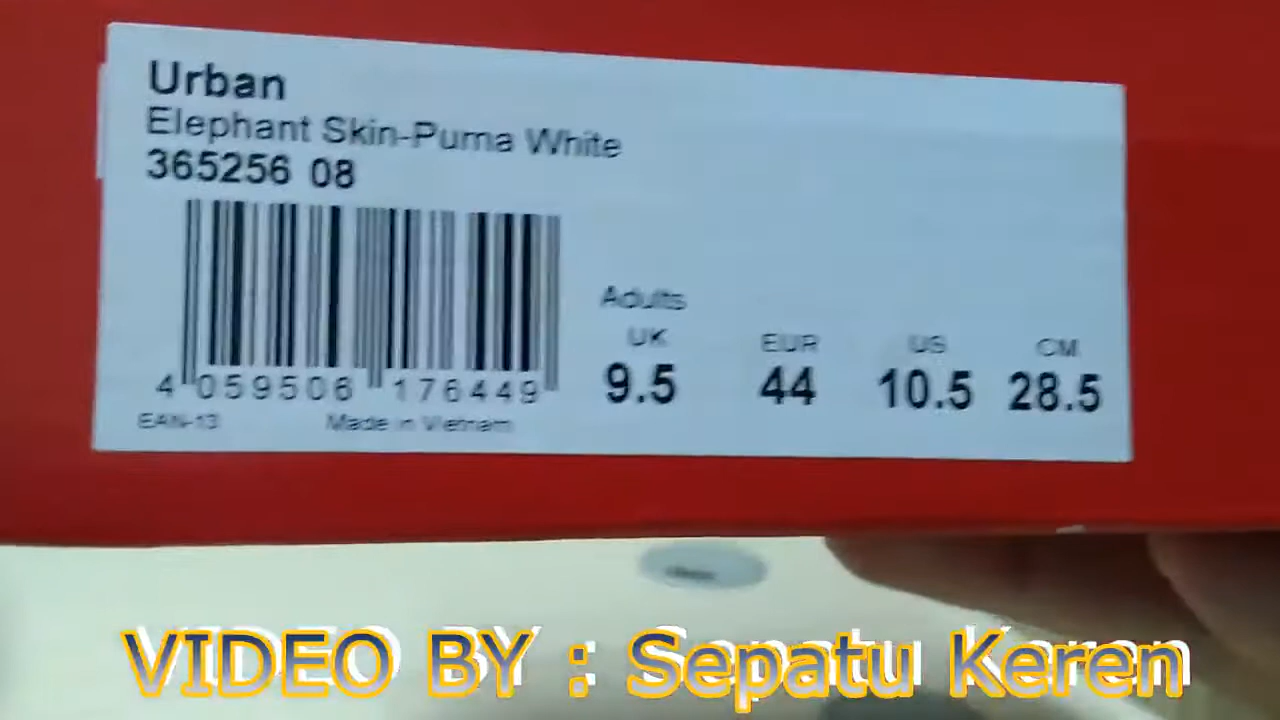 Urban
Elephant Skin-Puma White
365256 08
Adults
UK EUR US CM
9.5 44 10.5 28.5
4 059506 176449
EAN-13 Made in Vietnam
VIDEO BY : Sepatu Keren